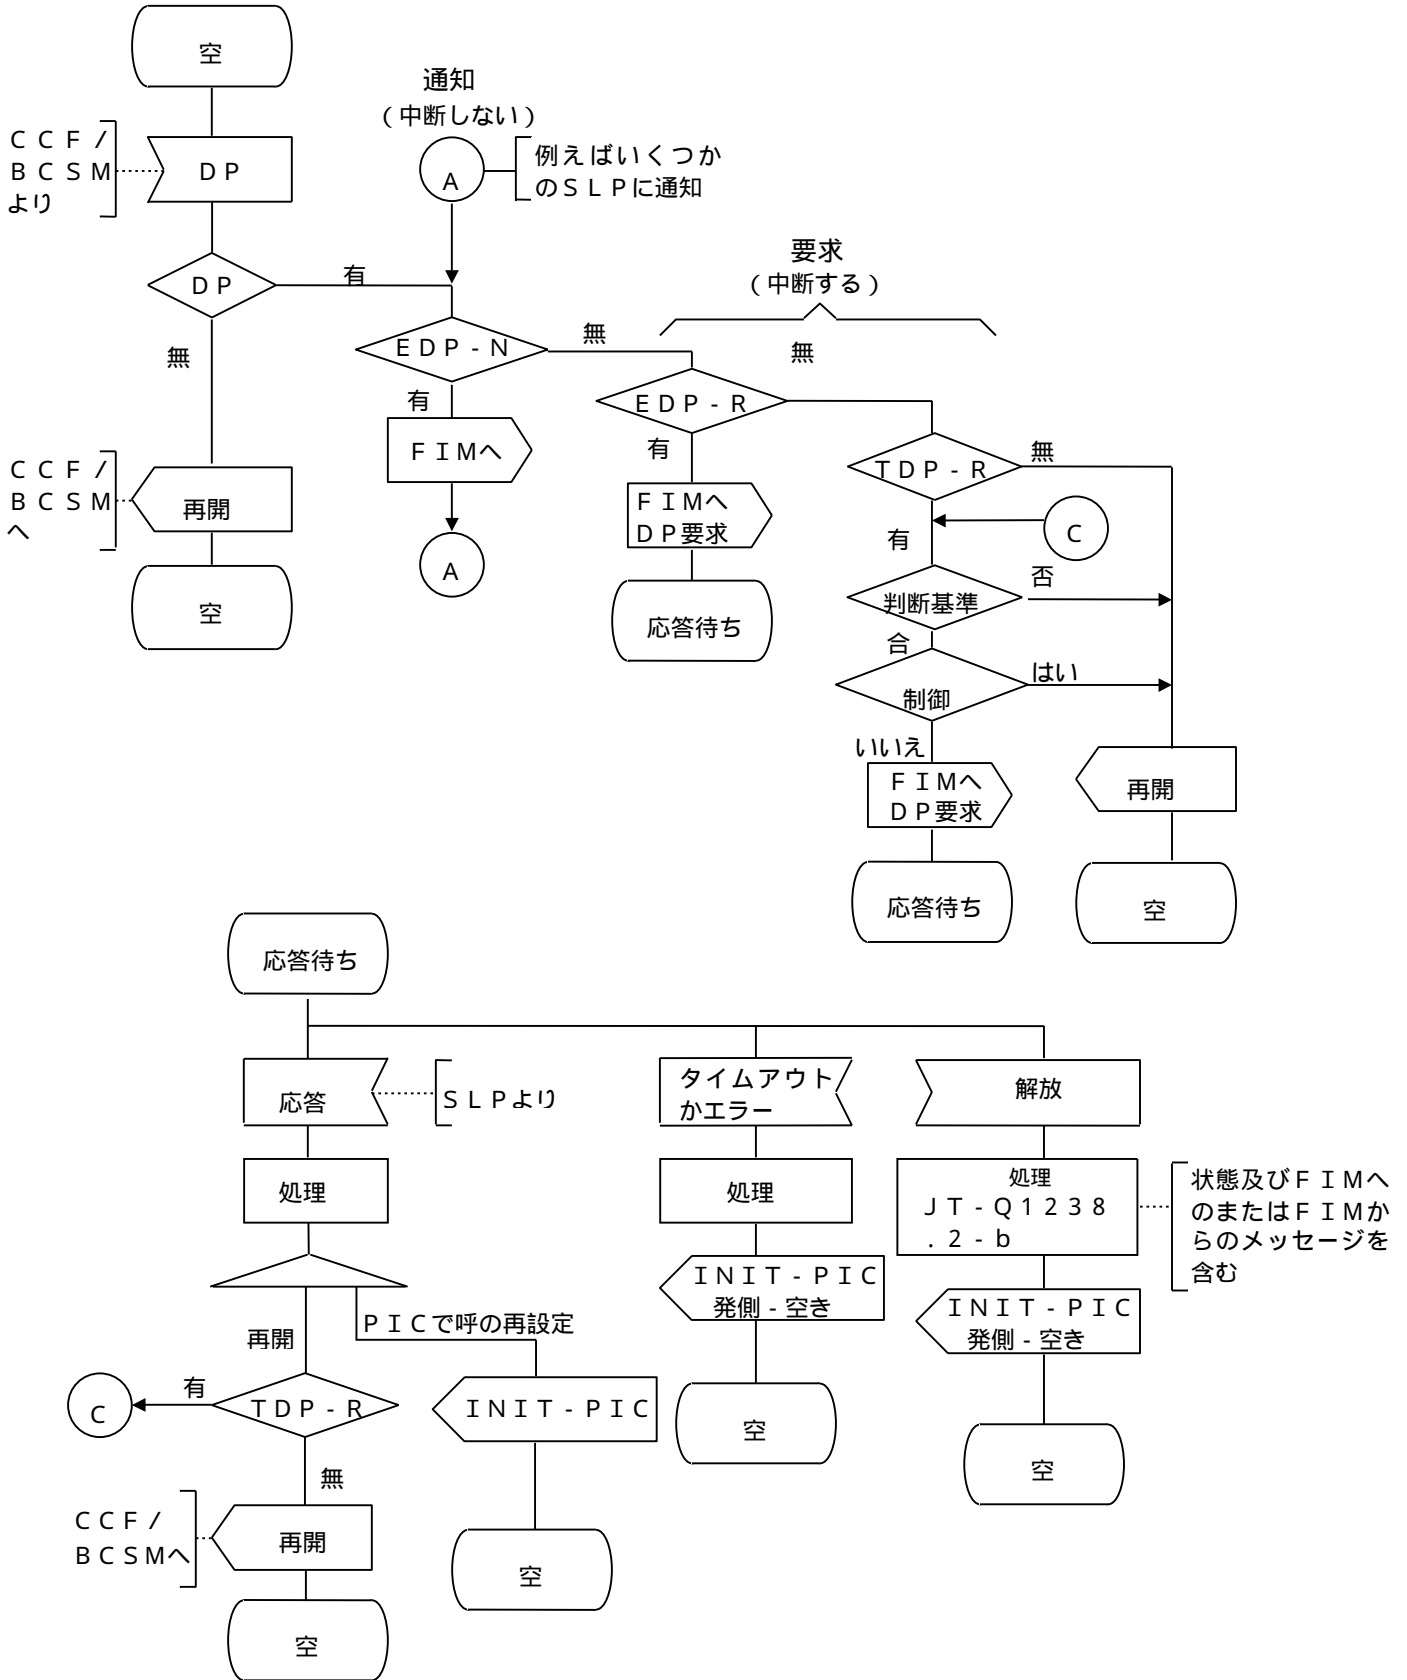 空
通知
(中断しない)
ＣＣＦ/
ＢＣＳＭ
より
ＤＰ
A
例えばいくつか
のＳＬＰに通知
要求
(中断する)
ＤＰ
有
無
ＥＤＰ-Ｎ
無
無
有
ＥＤＰ-Ｒ
ＦＩＭへ
有
ＴＤＰ-Ｒ
無
ＣＣＦ/
ＢＣＳＭ
へ
再開
ＦＩＭへ
ＤＰ要求
C
有
A
否
空
応答待ち
判断基準
合
制御
はい
いいえ
ＦＩＭへ
ＤＰ要求
再開
応答待ち
空
応答待ち
応答
ＳＬＰより
タイムアウト
かエラー
解放
処理
処理
処理
ＪＴ-Ｑ１２３８
．２-ｂ
状態及びＦＩＭへ
のまたはＦＩＭか
らのメッセージを
含む
ＩＮＩＴ-ＰＩＣ
発側-空き
ＩＮＩＴ-ＰＩＣ
発側-空き
再開
ＰＩＣで呼の再設定
有
C
ＴＤＰ-Ｒ
ＩＮＩＴ-ＰＩＣ
空
空
無
ＣＣＦ/
ＢＣＳＭへ
再開
空
空